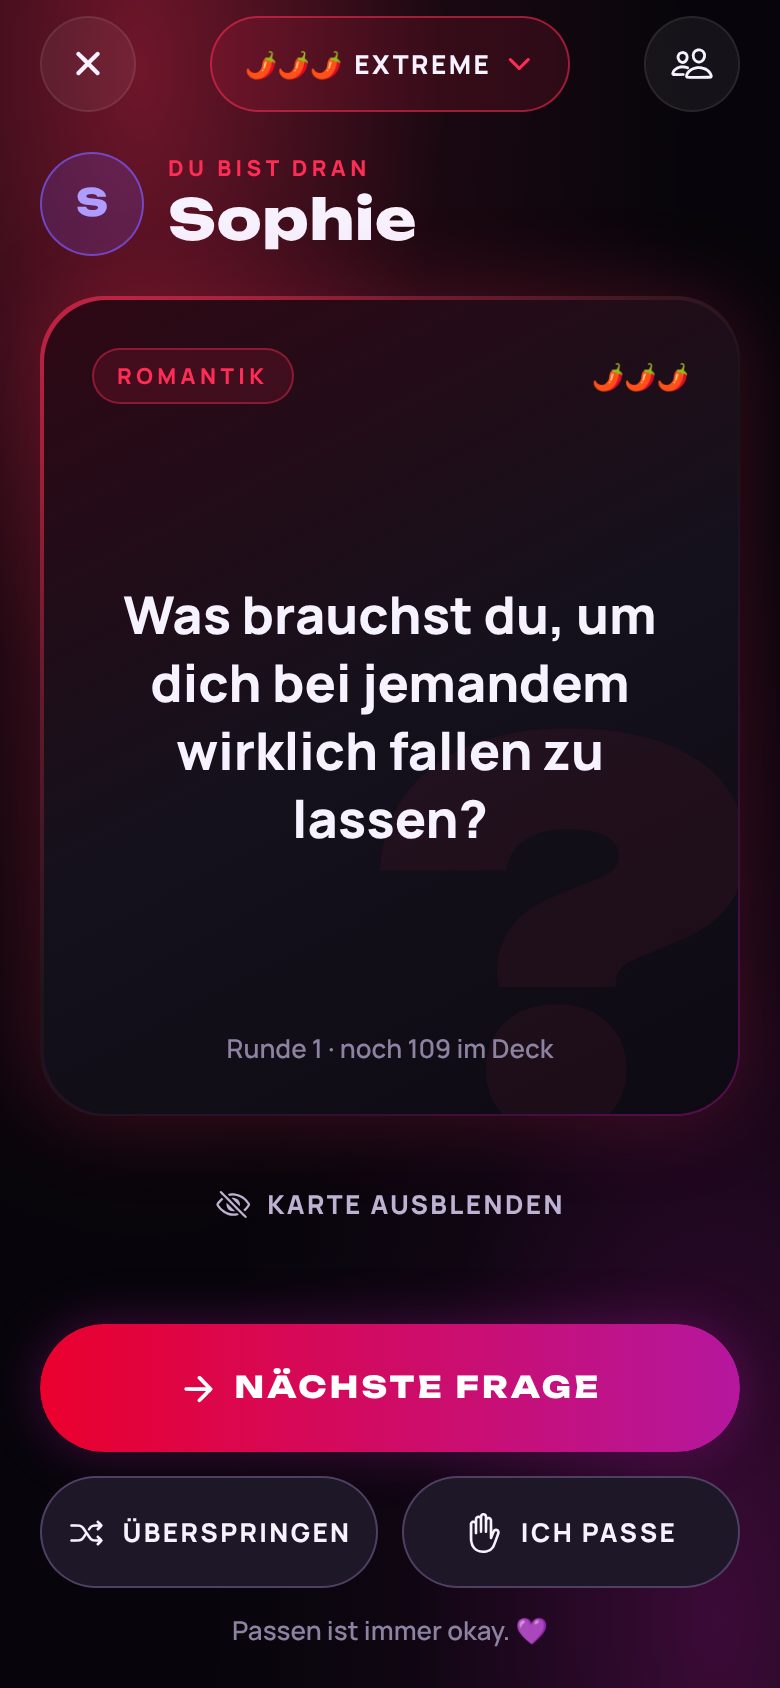 🌶️🌶️🌶️ EXTREME
DU BIST DRAN
S
Sophie
ROMANTIK
🌶️🌶️🌶️
Was brauchst du, um
dich bei jemandem
wirklich fallen zu
lassen?
?
Runde 1 · noch 109 im Deck
KARTE AUSBLENDEN
→ NÄCHSTE FRAGE
ÜBERSPRINGEN
ICH PASSE
Passen ist immer okay. 💜